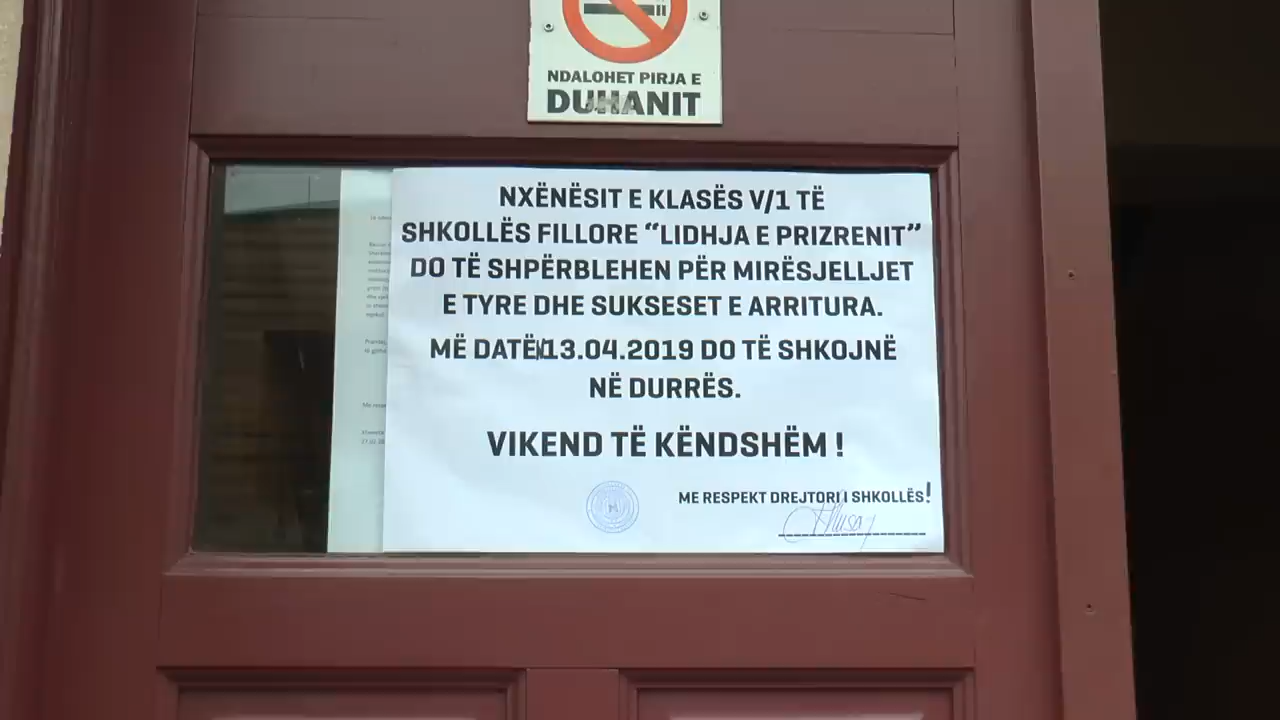 NDALOHET PIRJA E
DUHANIT
NXËNËSIT E KLASËS V/1 TË
SHKOLLËS FILLORE “LIDHJA E PRIZRENIT”
DO TË SHPËRBLEHEN PËR MIRËSJELLJET
E TYRE DHE SUKSESET E ARRITURA.
MË DATË 13.04.2019 DO TË SHKOJNË
NË DURRËS.
VIKEND TË KËNDSHËM !
ME RESPEKT DREJTORI I SHKOLLËS!